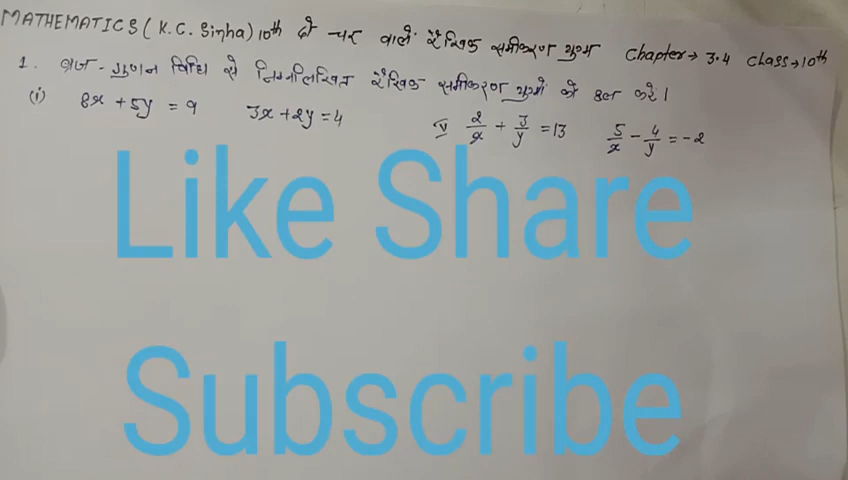 MATHEMATICS (K.C. Sinha) 10th दो चर वाले रैखिक समीकरण युग्म Chapter→ 3.4 Class→10th
1. व्रज-गुणन विधि से निम्नलिखित रैखिक समीकरण युग्मों को हल करें।
(i) 8x + 5y = 9 3x + 2y = 4 V 2/x + 3/y = 13 5/x - 4/y = -2
Like Share
Subscribe